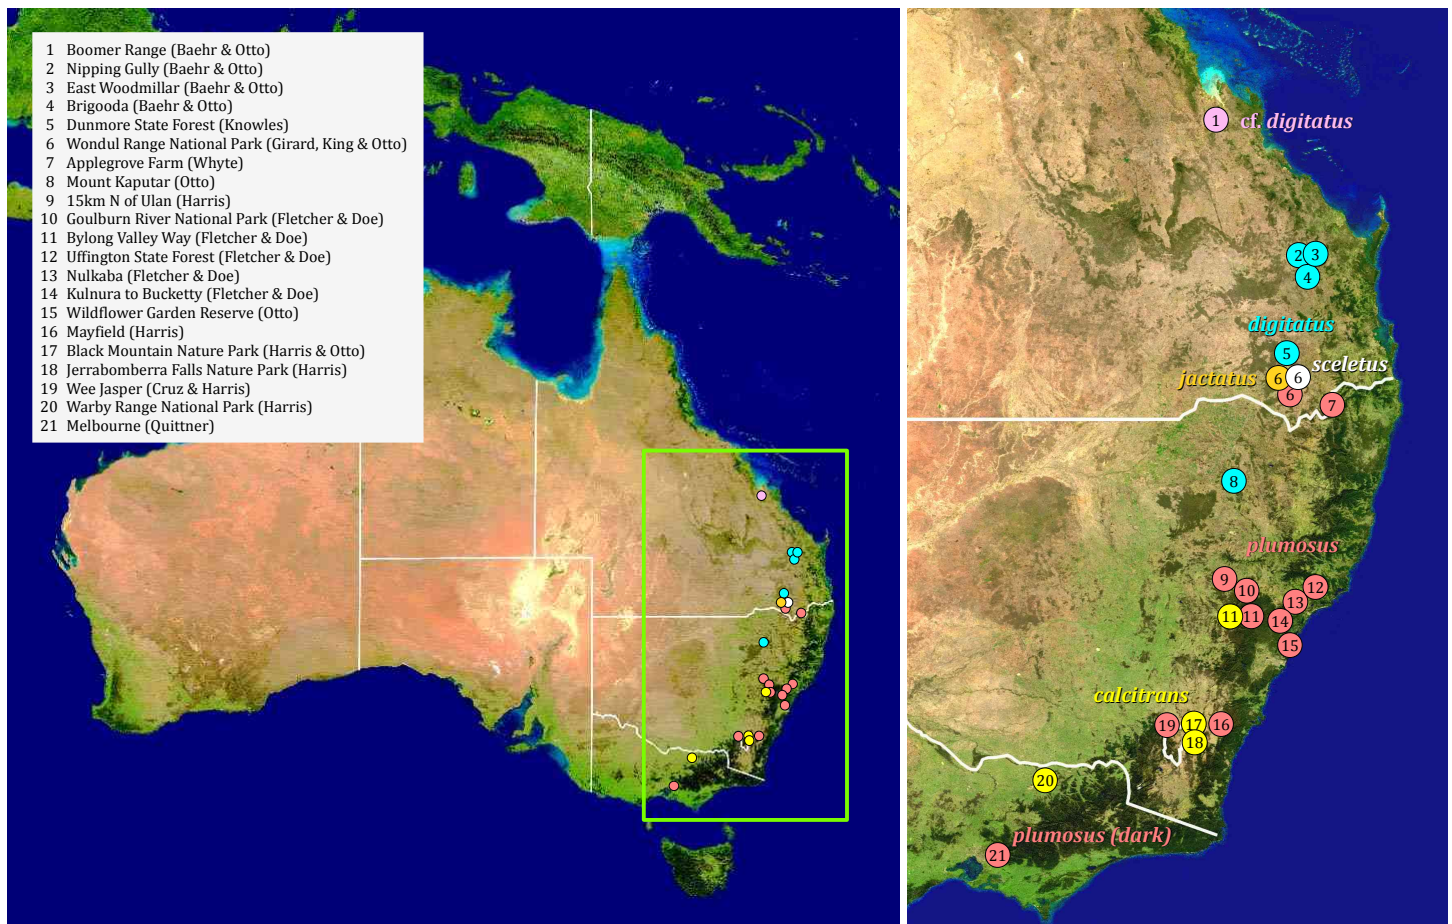 1 Boomer Range (Baehr & Otto)
2 Nipping Gully (Baehr & Otto)
3 East Woodmillar (Baehr & Otto)
4 Brigooda (Baehr & Otto)
5 Dunmore State Forest (Knowles)
6 Wondul Range National Park (Girard, King & Otto)
7 Applegrove Farm (Whyte)
8 Mount Kaputar (Otto)
9 15km N of Ulan (Harris)
10 Goulburn River National Park (Fletcher & Doe)
11 Bylong Valley Way (Fletcher & Doe)
12 Uffington State Forest (Fletcher & Doe)
13 Nulkaba (Fletcher & Doe)
14 Kulnura to Bucketty (Fletcher & Doe)
15 Wildflower Garden Reserve (Otto)
16 Mayfield (Harris)
17 Black Mountain Nature Park (Harris & Otto)
18 Jerrabomberra Falls Nature Park (Harris)
19 Wee Jasper (Cruz & Harris)
20 Warby Range National Park (Harris)
21 Melbourne (Quittner)
1 cf. digitatus
2 3
4
digitatus
5
sceletus
jactatus 6 6
6 7
8
plumosus
9
10 12
13
11 11 14
15
calcitrans
19 17 16
18
20
plumosus (dark)
21